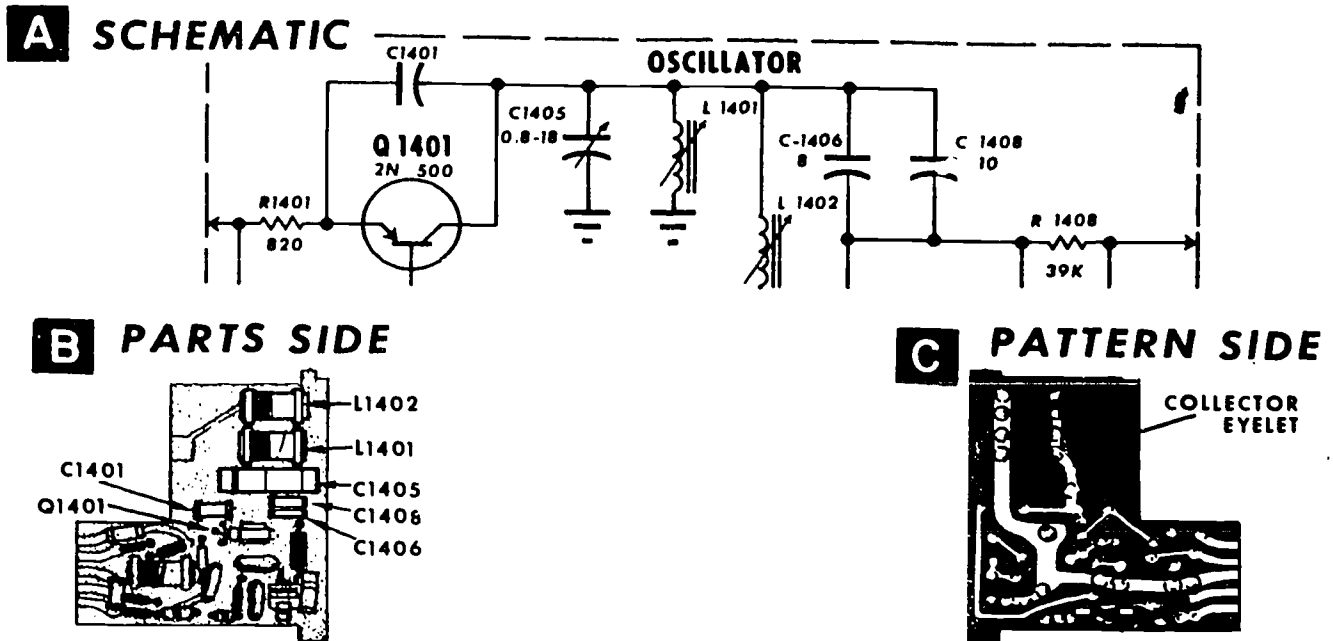 A SCHEMATIC
C1401
OSCILLATOR
C1405
0.8-18
L 1401
Q 1401
2N 500
C-1406
8
C 1408
10
R1401
820
L 1402
R 1408
39K
B PARTS SIDE
L1402
L1401
C1401
C1405
Q1401
C1408
C1406
C PATTERN SIDE
COLLECTOR
EYELET